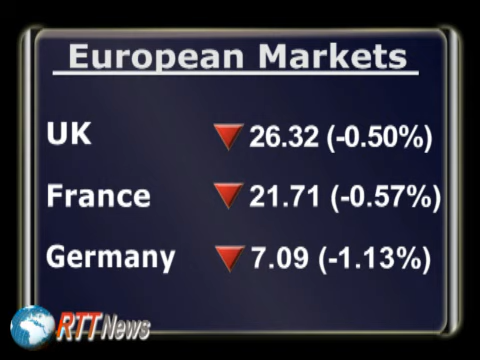 European Markets
UK 26.32 (-0.50%)
France 21.71 (-0.57%)
Germany 7.09 (-1.13%)
RTTNews